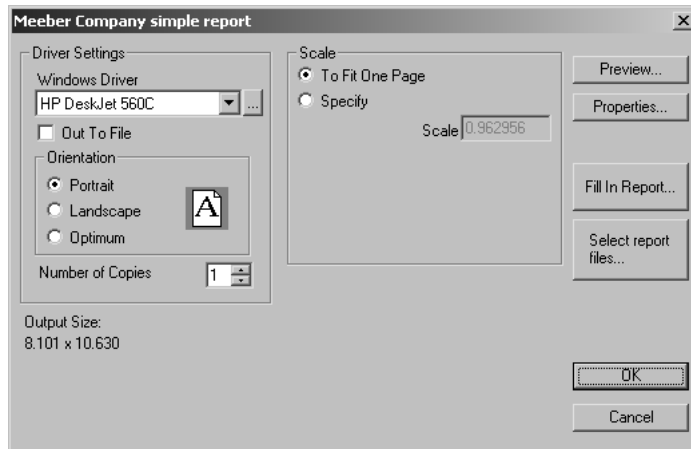 Meeber Company simple report
Driver Settings
Windows Driver
HP DeskJet 560C
...
Out To File
Orientation
Portrait
Landscape
Optimum
A
Number of Copies
1
Output Size:
8.101 x 10.630
Scale
To Fit One Page
Specify
Scale 0.962956
Preview...
Properties...
Fill In Report...
Select report
files...
OK
Cancel